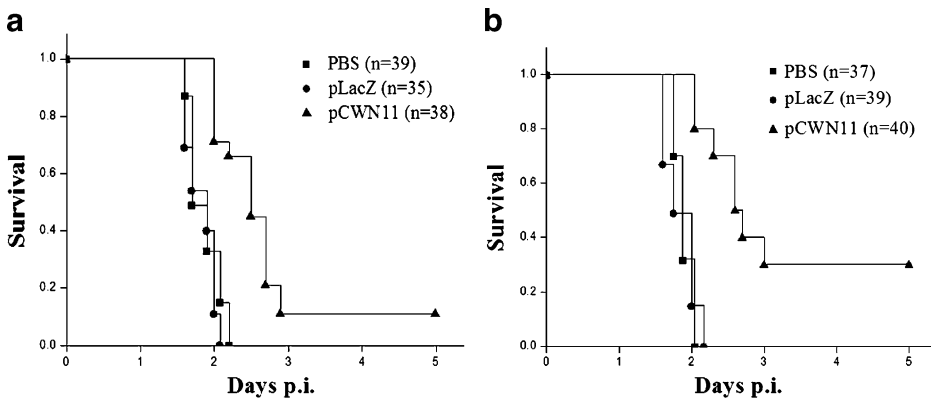 a
1.0
0.8
0.6
0.4
0.2
0.0
Survival
0 1 2 3 4 5
Days p.i.
PBS (n=39)
pLacZ (n=35)
pCWN11 (n=38)
b
1.0
0.8
0.6
0.4
0.2
0.0
Survival
0 1 2 3 4 5
Days p.i.
PBS (n=37)
pLacZ (n=39)
pCWN11 (n=40)